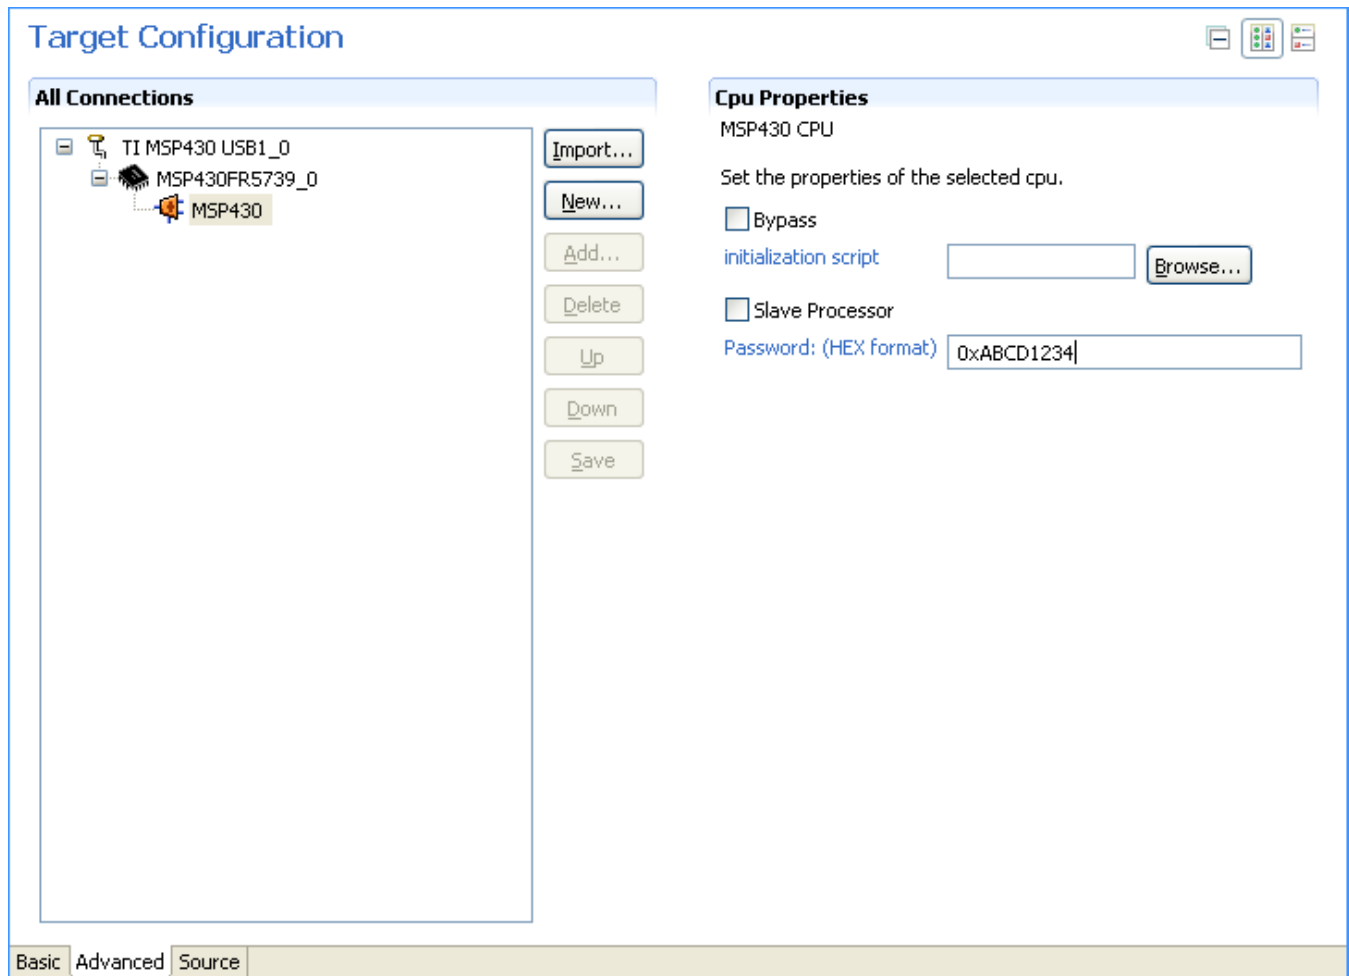 Target Configuration
All Connections
TI MSP430 USB1_0
MSP430FR5739_0
MSP430
Import...
New...
Add...
Delete
Up
Down
Save
Cpu Properties
MSP430 CPU
Set the properties of the selected cpu.
Bypass
initialization script
Browse...
Slave Processor
Password: (HEX format) 0xABCD1234
Basic Advanced Source